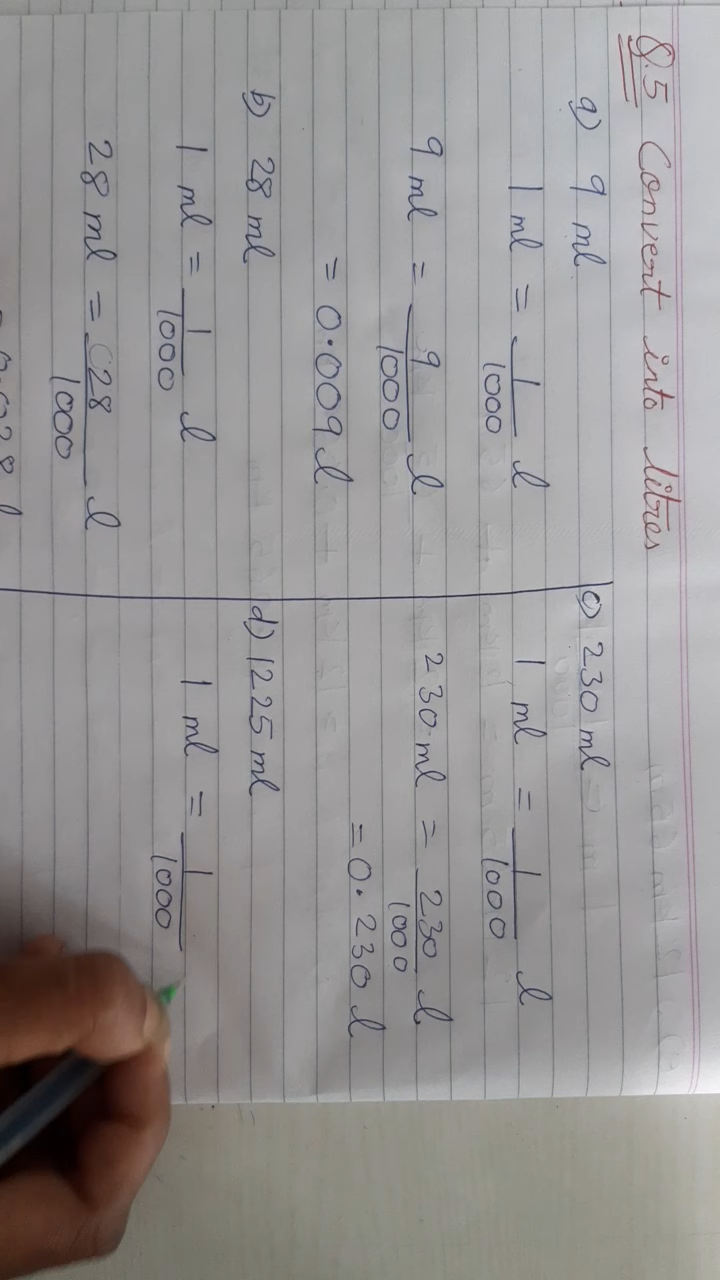 Q.5 Convert into litres
a) 9 ml
1 ml = 1/1000 l
9 ml = 9/1000 l
= 0.009 l
b) 28 ml
1 ml = 1/1000 l
28 ml = 28/1000 l
0.028 l
c) 230 ml
1 ml = 1/1000 l
230 ml = 230/1000 l
= 0.230 l
d) 1225 ml
1 ml = 1/1000